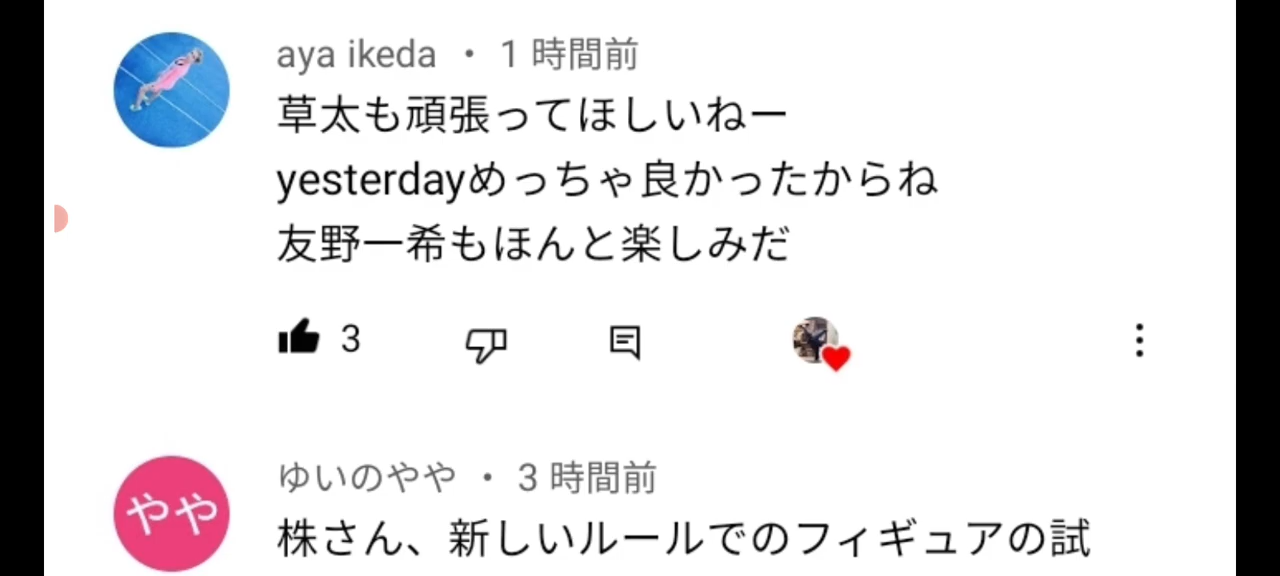 aya ikeda ・ 1 時間前
草太も頑張ってほしいねー
yesterdayめっちゃ良かったからね
友野一希もほんと楽しみだ
3
やや
ゆいのやや ・ 3 時間前
株さん、新しいルールでのフィギュアの試